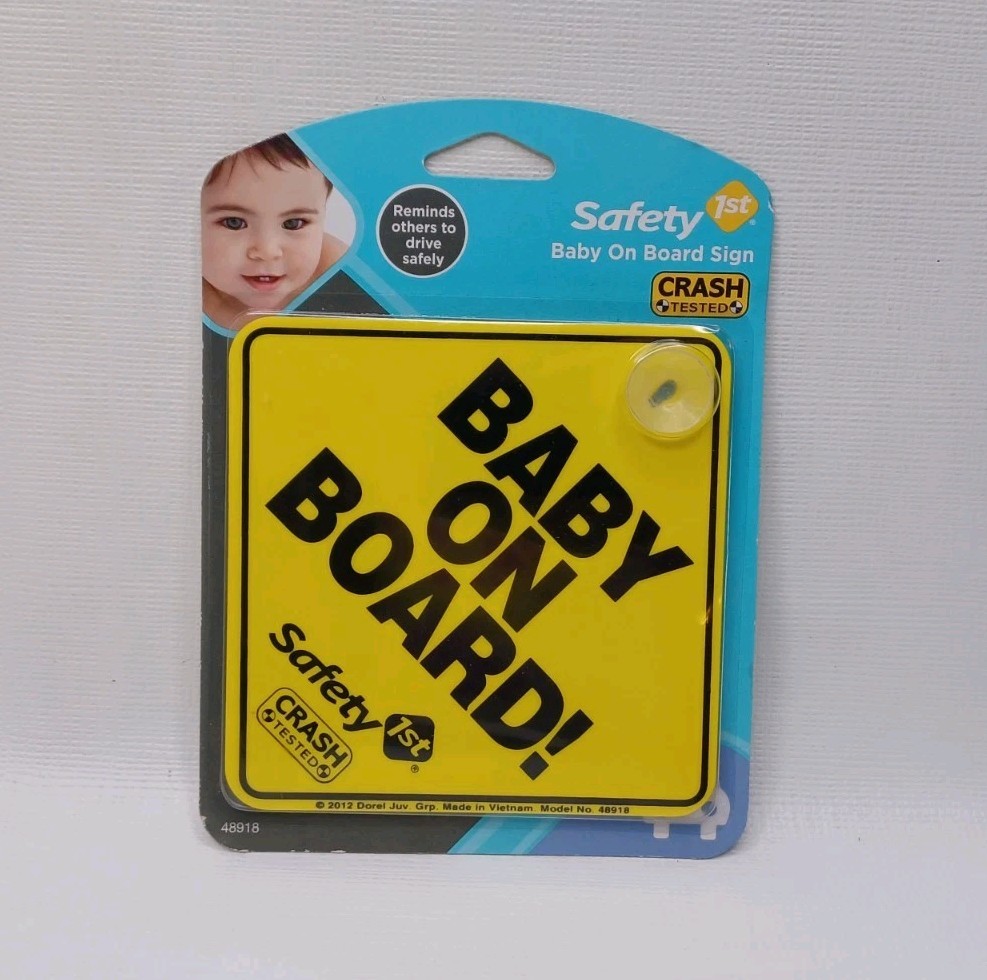 Reminds
others to
drive
safely
Safety 1st®
Baby On Board Sign
CRASH
TESTED
BABY
ON
BOARD!
Safety 1st®
CRASH
TESTED
© 2012 Dorel Juv. Grp. Made in Vietnam. Model No. 48918
48918